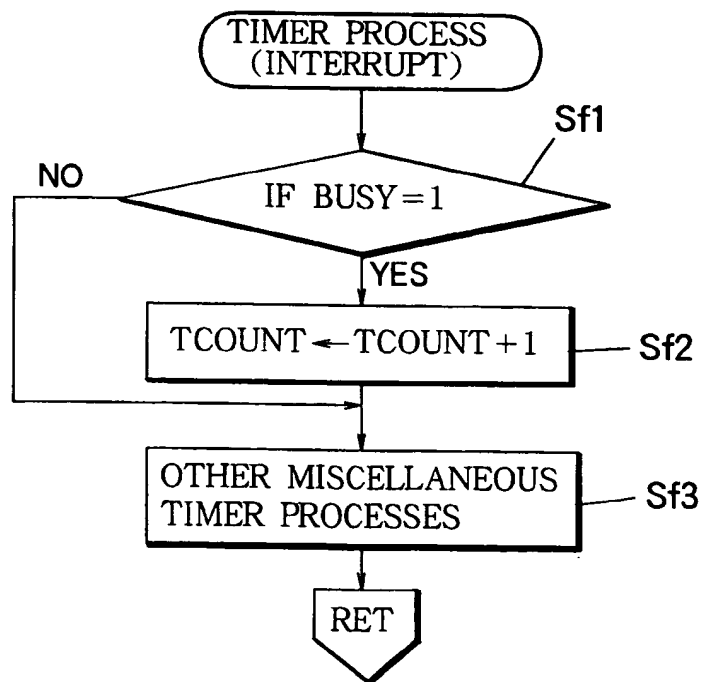 TIMER PROCESS
(INTERRUPT)
Sf1
NO
IF BUSY=1
YES
TCOUNT←TCOUNT+1
Sf2
OTHER MISCELLANEOUS
TIMER PROCESSES
Sf3
RET